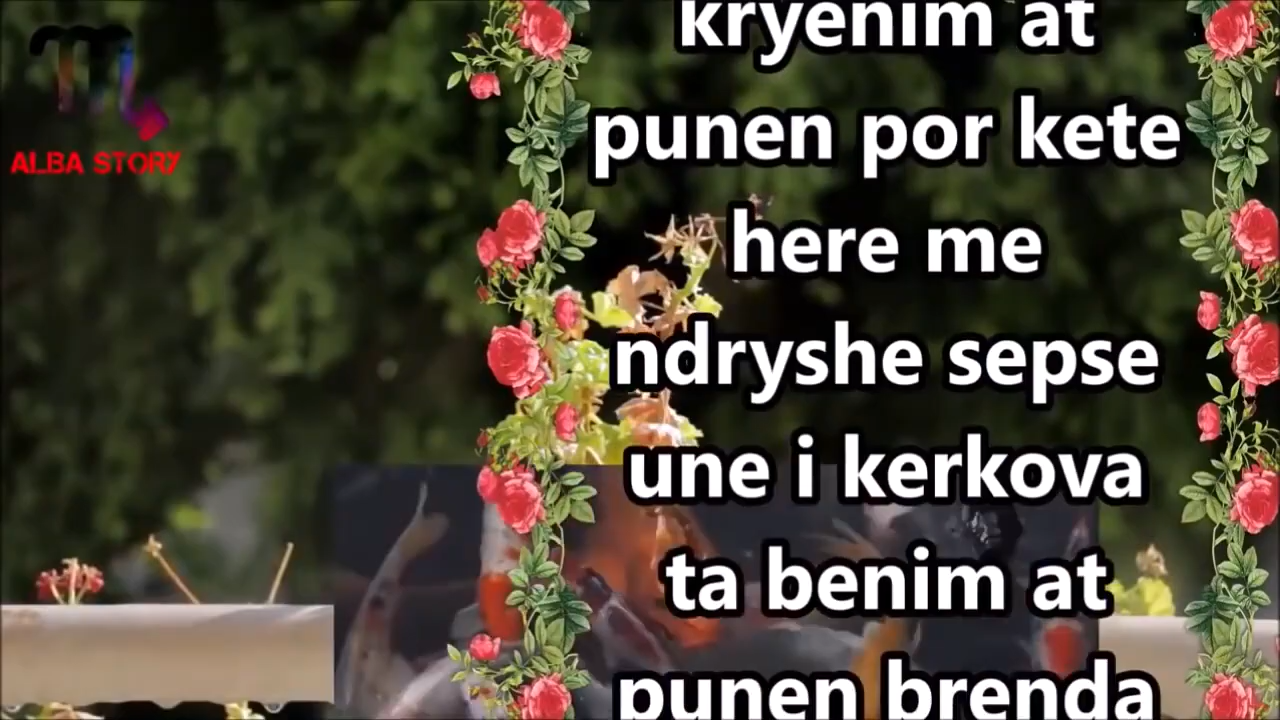 ALBA STORY
kryenim at
punen por kete
here me
ndryshe sepse
une i kerkova
ta benim at
punen brenda